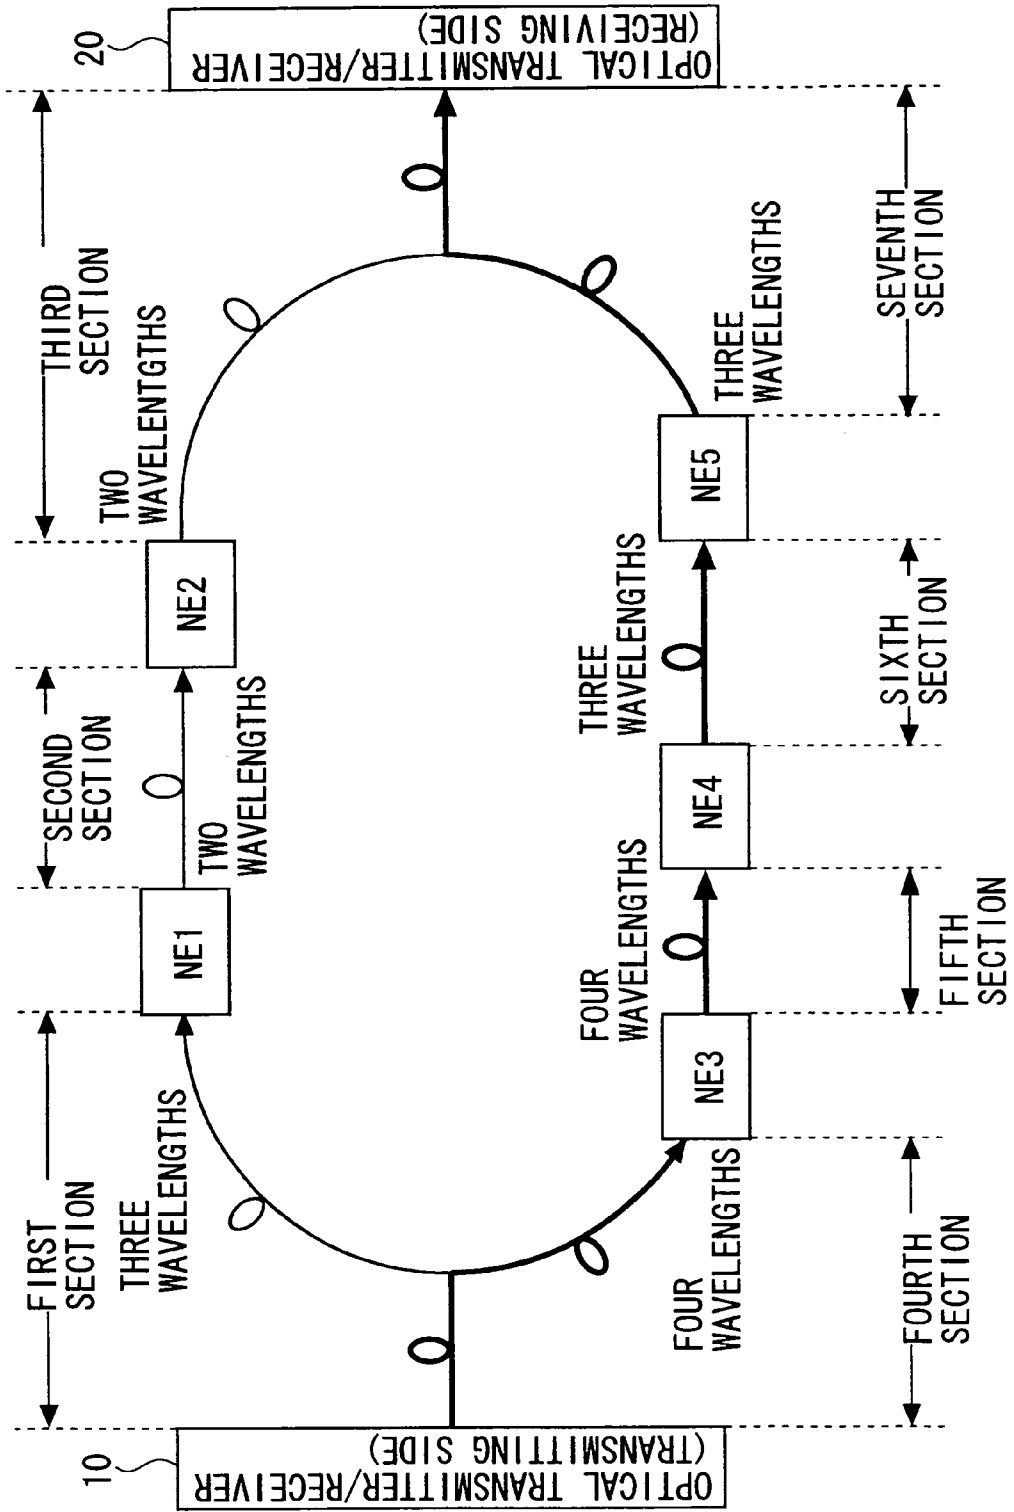 10
OPTICAL TRANSMITTER/RECEIVER
(TRANSMITTING SIDE)
20
OPTICAL TRANSMITTER/RECEIVER
(RECEIVING SIDE)
FIRST
SECTION
SECOND
SECTION
THIRD
SECTION
THREE
WAVELENGTHS
NE1
TWO
WAVELENGTHS
NE2
TWO
WAVELENTGTHS
FOUR
WAVELENGTHS
NE3
FOUR
WAVELENGTHS
NE4
THREE
WAVELENGTHS
NE5
THREE
WAVELENGTHS
FOURTH
SECTION
FIFTH
SECTION
SIXTH
SECTION
SEVENTH
SECTION